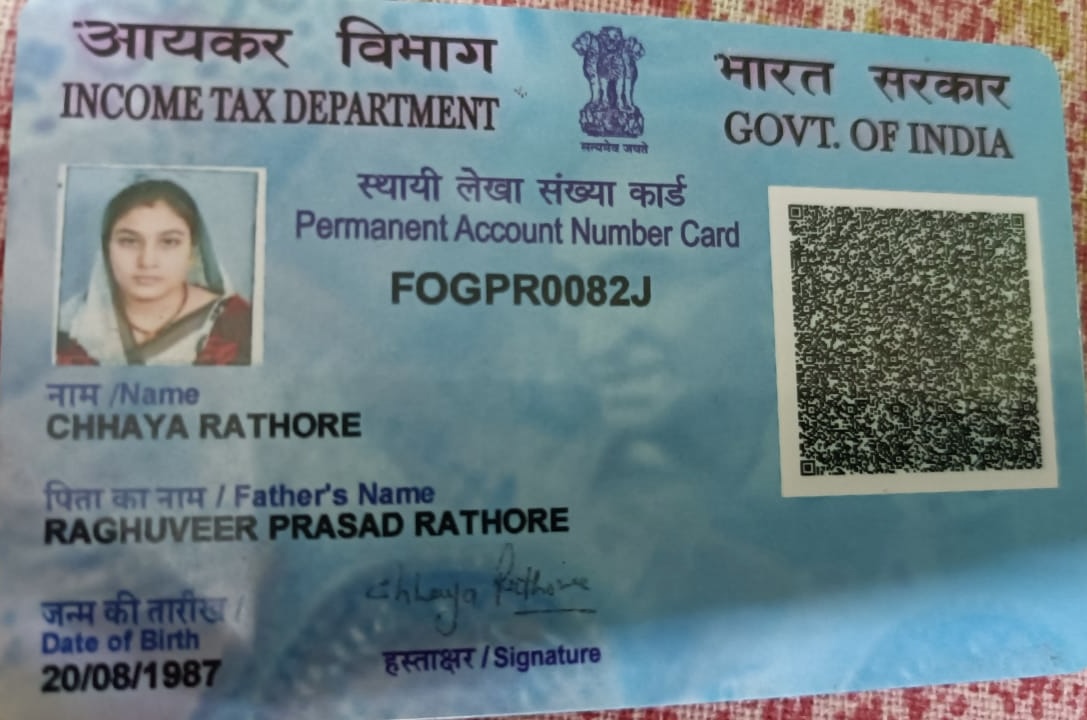 आयकर विभाग
INCOME TAX DEPARTMENT
सत्यमेव जयते
भारत सरकार
GOVT. OF INDIA
स्थायी लेखा संख्या कार्ड
Permanent Account Number Card
FOGPR0082J
नाम /Name
CHHAYA RATHORE
पिता का नाम / Father's Name
RAGHUVEER PRASAD RATHORE
जन्म की तारीख /
Date of Birth
20/08/1987
Chhaya Rathore
हस्ताक्षर / Signature